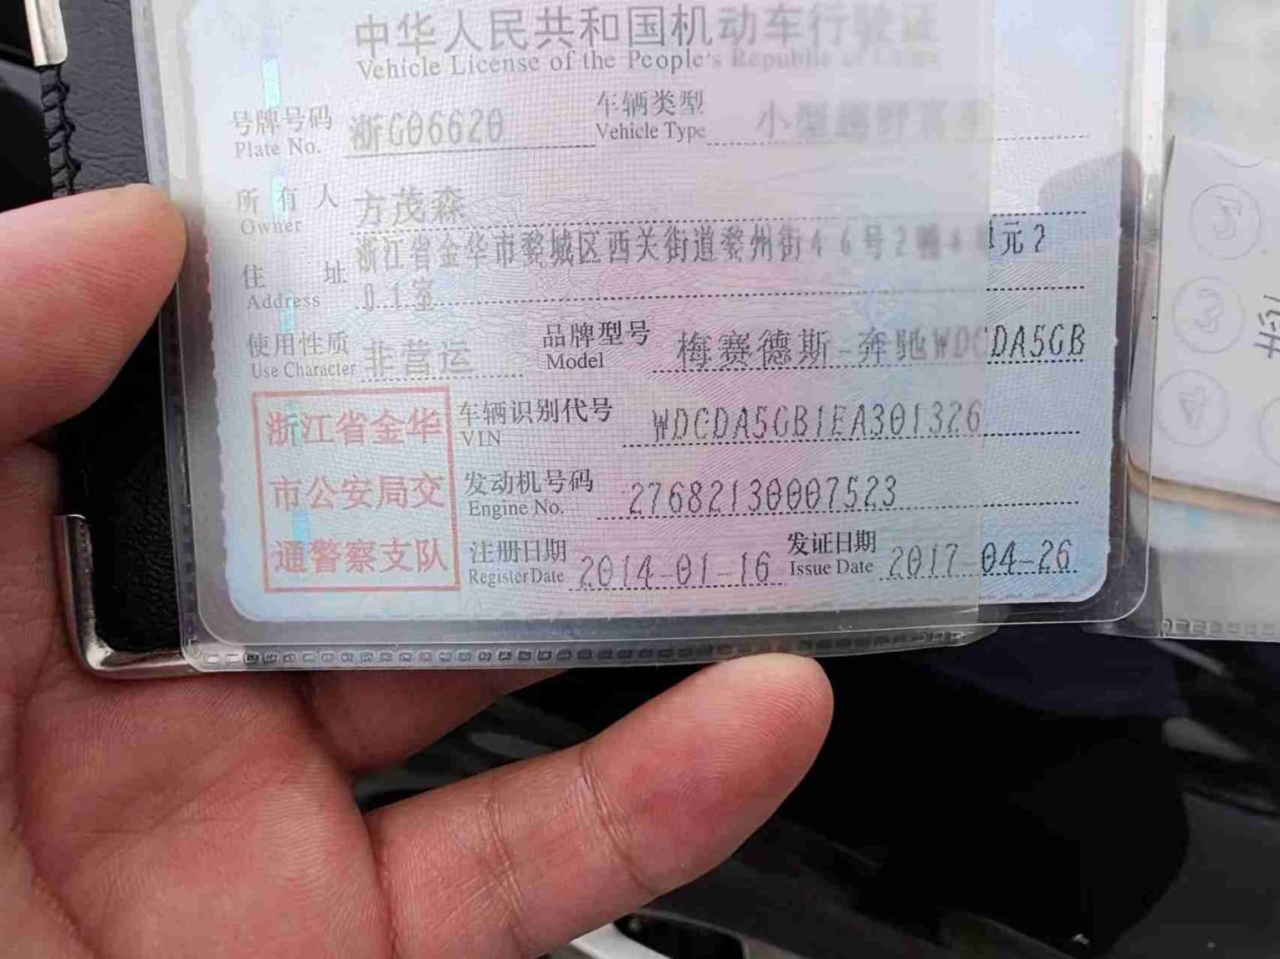 中华人民共和国机动车行驶证
Vehicle License of the People's Republic of China
号牌号码 浙G06620 车辆类型 小型越野客车
Plate No. Vehicle Type
所有人 方茂森
Owner
住址 浙江省金华市婺城区西关街道婺州街46号2幢 单元2
Address 01室
使用性质 非营运 品牌型号 梅赛德斯-奔驰WDCDA5GB
Use Character Model
浙江省金华
市公安局交
通警察支队
车辆识别代号 WDCDA5GB1EA301326
VIN
发动机号码 27682130007523
Engine No.
注册日期 2014-01-16 发证日期 2017-04-26
Register Date Issue Date
2
3
4